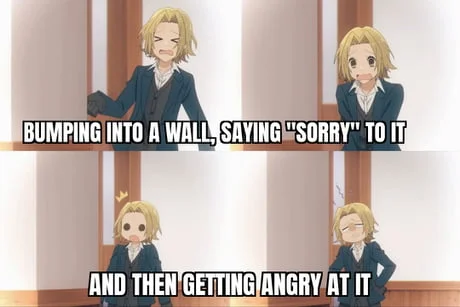 BUMPING INTO A WALL, SAYING "SORRY" TO IT
AND THEN GETTING ANGRY AT IT